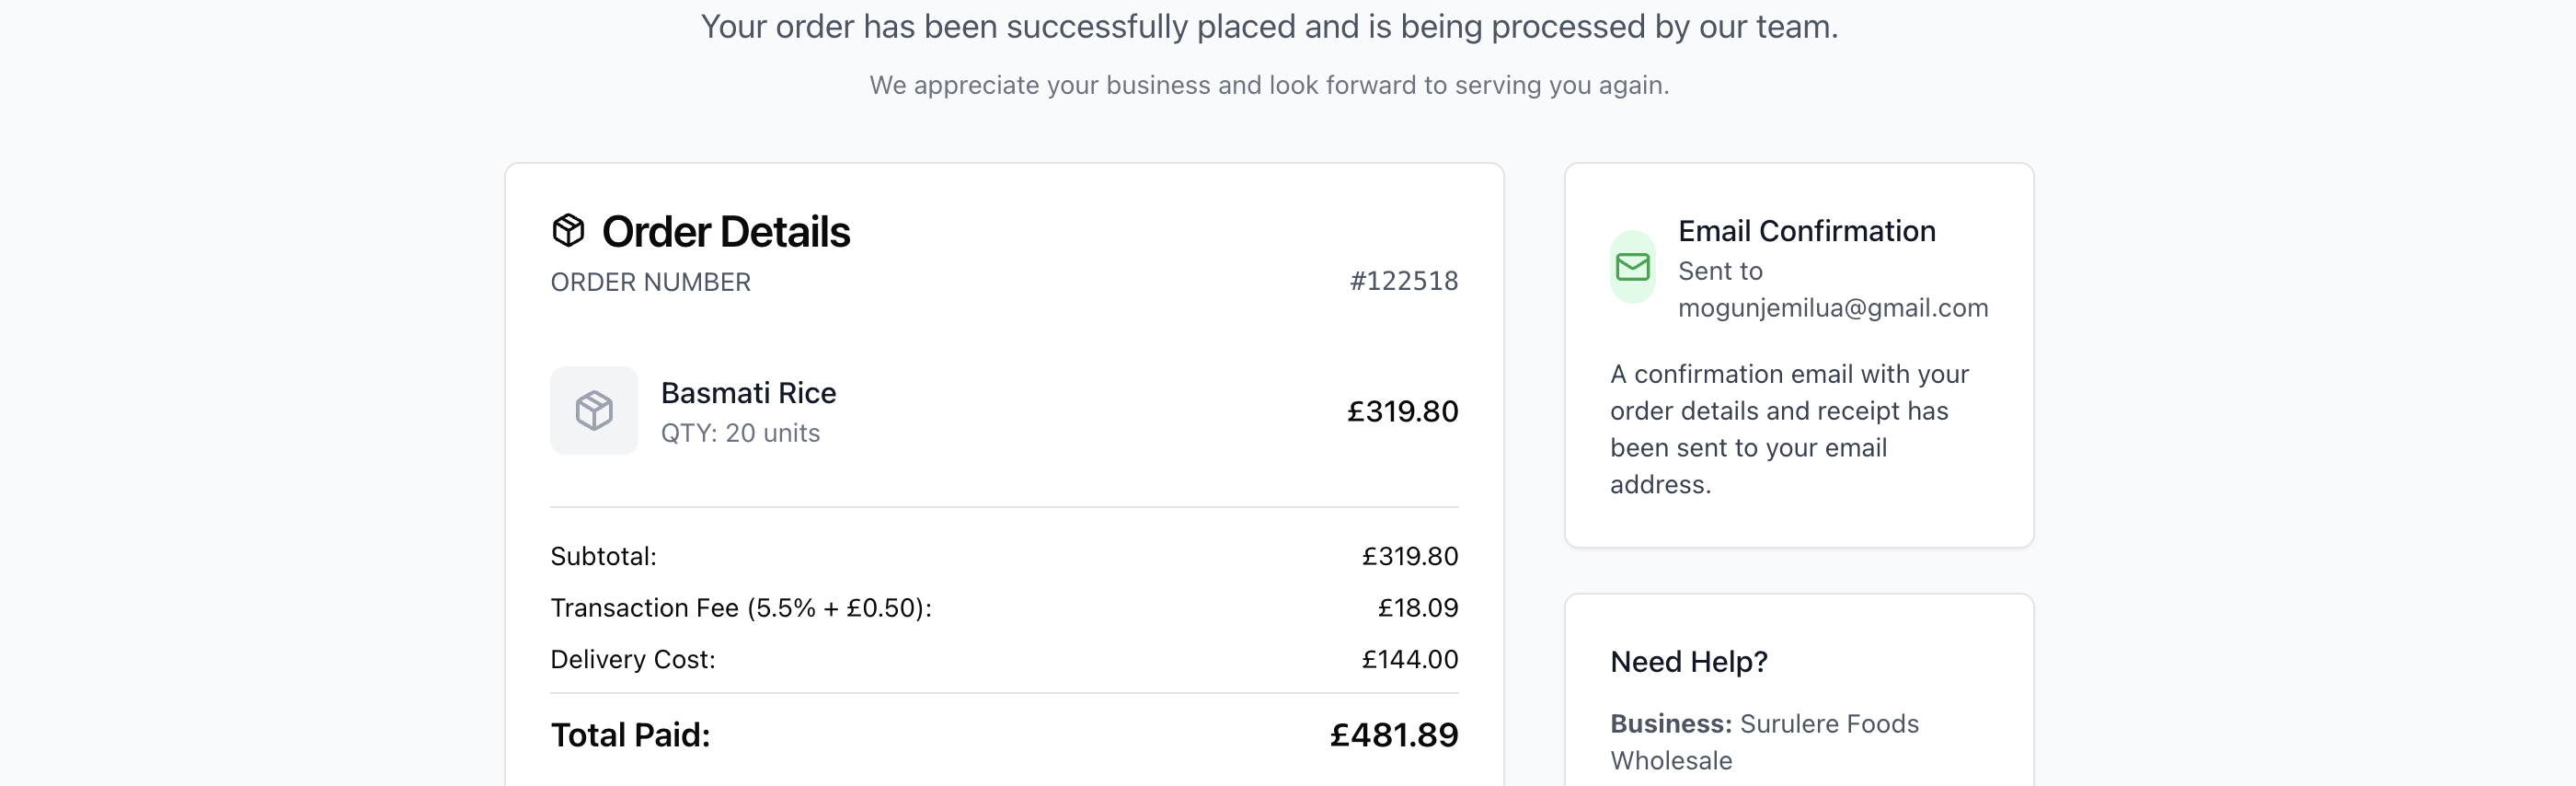 Your order has been successfully placed and is being processed by our team.
We appreciate your business and look forward to serving you again.
Order Details
ORDER NUMBER #122518
Basmati Rice
QTY: 20 units
£319.80
Subtotal: £319.80
Transaction Fee (5.5% + £0.50): £18.09
Delivery Cost: £144.00
Total Paid: £481.89
Email Confirmation
Sent to
mogunjemilua@gmail.com
A confirmation email with your
order details and receipt has
been sent to your email
address.
Need Help?
Business: Surulere Foods
Wholesale